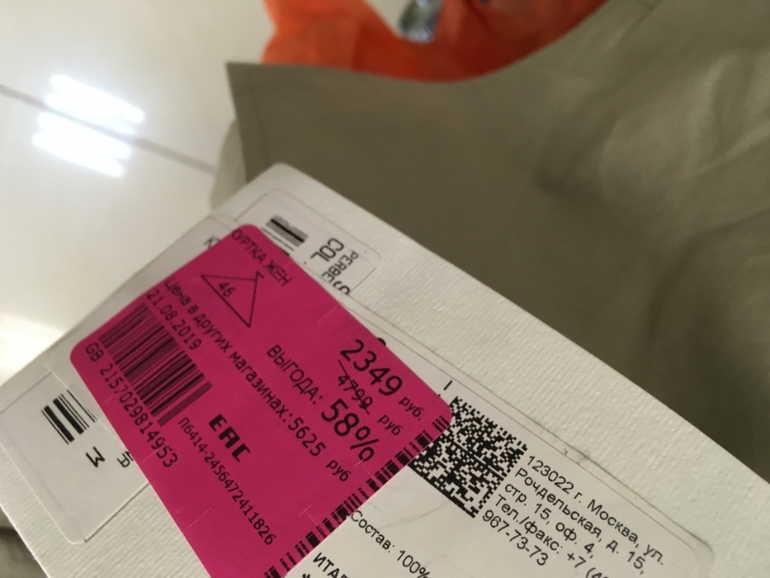 КУРТКА ЖЕН
46
2349 руб.
4799 руб
ВЫГОДА: 58%
Цена в других магазинах: 5625 руб
21.08.2019
GB 2157029814953
EAC
П6414-2456472411826
COL
M
123022 г. Москва, ул.
Рочдельская, д. 15,
стр. 15, оф. 4,
Тел./факс: +7
967-73-73
Состав: 100%